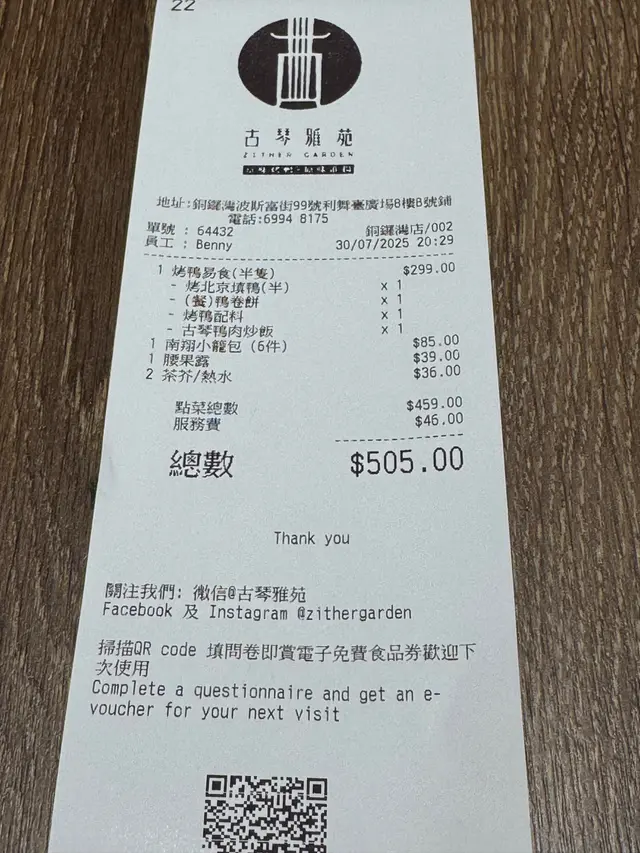 22
古琴雅苑
ZITHER GARDEN
地址:銅鑼灣波斯富街99號利舞臺廣場8樓B號鋪
電話:6994 8175
單號 : 64432 銅鑼灣店/002
員工 : Benny 30/07/2025 20:29
1 烤鴨易食(半隻) $299.00
- 烤北京填鴨(半) x 1
- (餐)鴨卷餅 x 1
- 烤鴨配料 x 1
- 古琴鴨肉炒飯 x 1
1 南翔小籠包 (6件) $85.00
1 腰果露 $39.00
2 茶芥/熱水 $36.00
點菜總數 $459.00
服務費 $46.00
總數 $505.00
Thank you
關注我們: 微信@古琴雅苑
Facebook 及 Instagram @zithergarden
掃描QR code 填問卷即賞電子免費食品券歡迎下
次使用
Complete a questionnaire and get an e-
voucher for your next visit